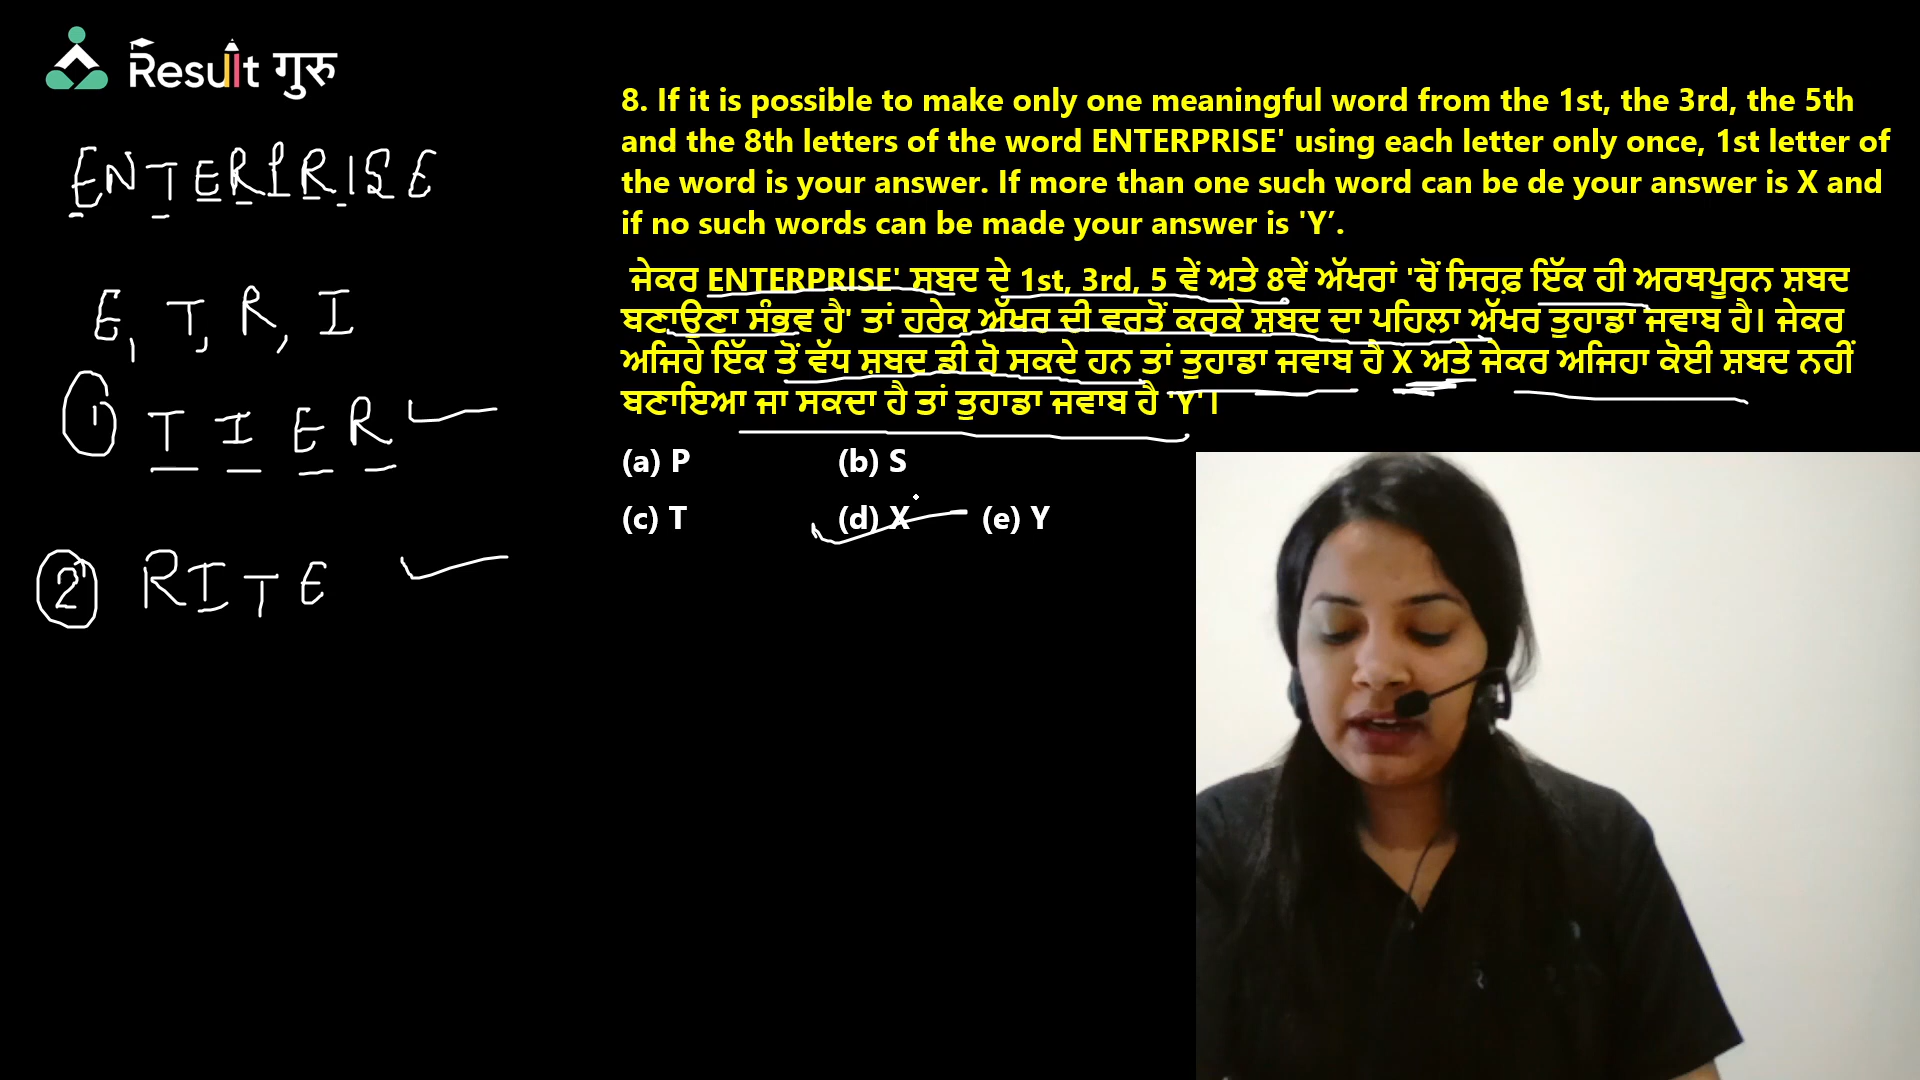 Result गुरु
8. If it is possible to make only one meaningful word from the 1st, the 3rd, the 5th
and the 8th letters of the word ENTERPRISE' using each letter only once, 1st letter of
the word is your answer. If more than one such word can be de your answer is X and
if no such words can be made your answer is 'Y’.
ਜੇਕਰ ENTERPRISE' ਸ਼ਬਦ ਦੇ 1st, 3rd, 5 ਵੇਂ ਅਤੇ 8ਵੇਂ ਅੱਖਰਾਂ 'ਚੋਂ ਸਿਰਫ਼ ਇੱਕ ਹੀ ਅਰਥਪੂਰਨ ਸ਼ਬਦ
ਬਣਾਉਣਾ ਸੰਭਵ ਹੈ' ਤਾਂ ਹਰੇਕ ਅੱਖਰ ਦੀ ਵਰਤੋਂ ਕਰਕੇ ਸ਼ਬਦ ਦਾ ਪਹਿਲਾ ਅੱਖਰ ਤੁਹਾਡਾ ਜਵਾਬ ਹੈ। ਜੇਕਰ
ਅਜਿਹੇ ਇੱਕ ਤੋਂ ਵੱਧ ਸ਼ਬਦ ਡੀ ਹੋ ਸਕਦੇ ਹਨ ਤਾਂ ਤੁਹਾਡਾ ਜਵਾਬ ਹੈ X ਅਤੇ ਜੇਕਰ ਅਜਿਹਾ ਕੋਈ ਸ਼ਬਦ ਨਹੀਂ
ਬਣਾਇਆ ਜਾ ਸਕਦਾ ਹੈ ਤਾਂ ਤੁਹਾਡਾ ਜਵਾਬ ਹੈ 'Y'।
(a) P (b) S
(c) T (d) X (e) Y
ENTERPRISE
E, T, R, I
1 TIER
2 RITE